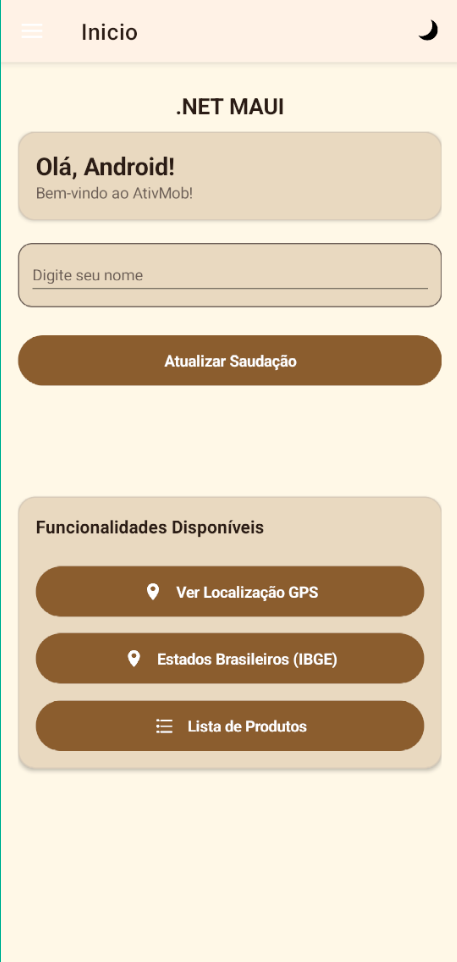 Inicio
.NET MAUI
Olá, Android!
Bem-vindo ao AtivMob!
Digite seu nome
Atualizar Saudação
Funcionalidades Disponíveis
Ver Localização GPS
Estados Brasileiros (IBGE)
Lista de Produtos